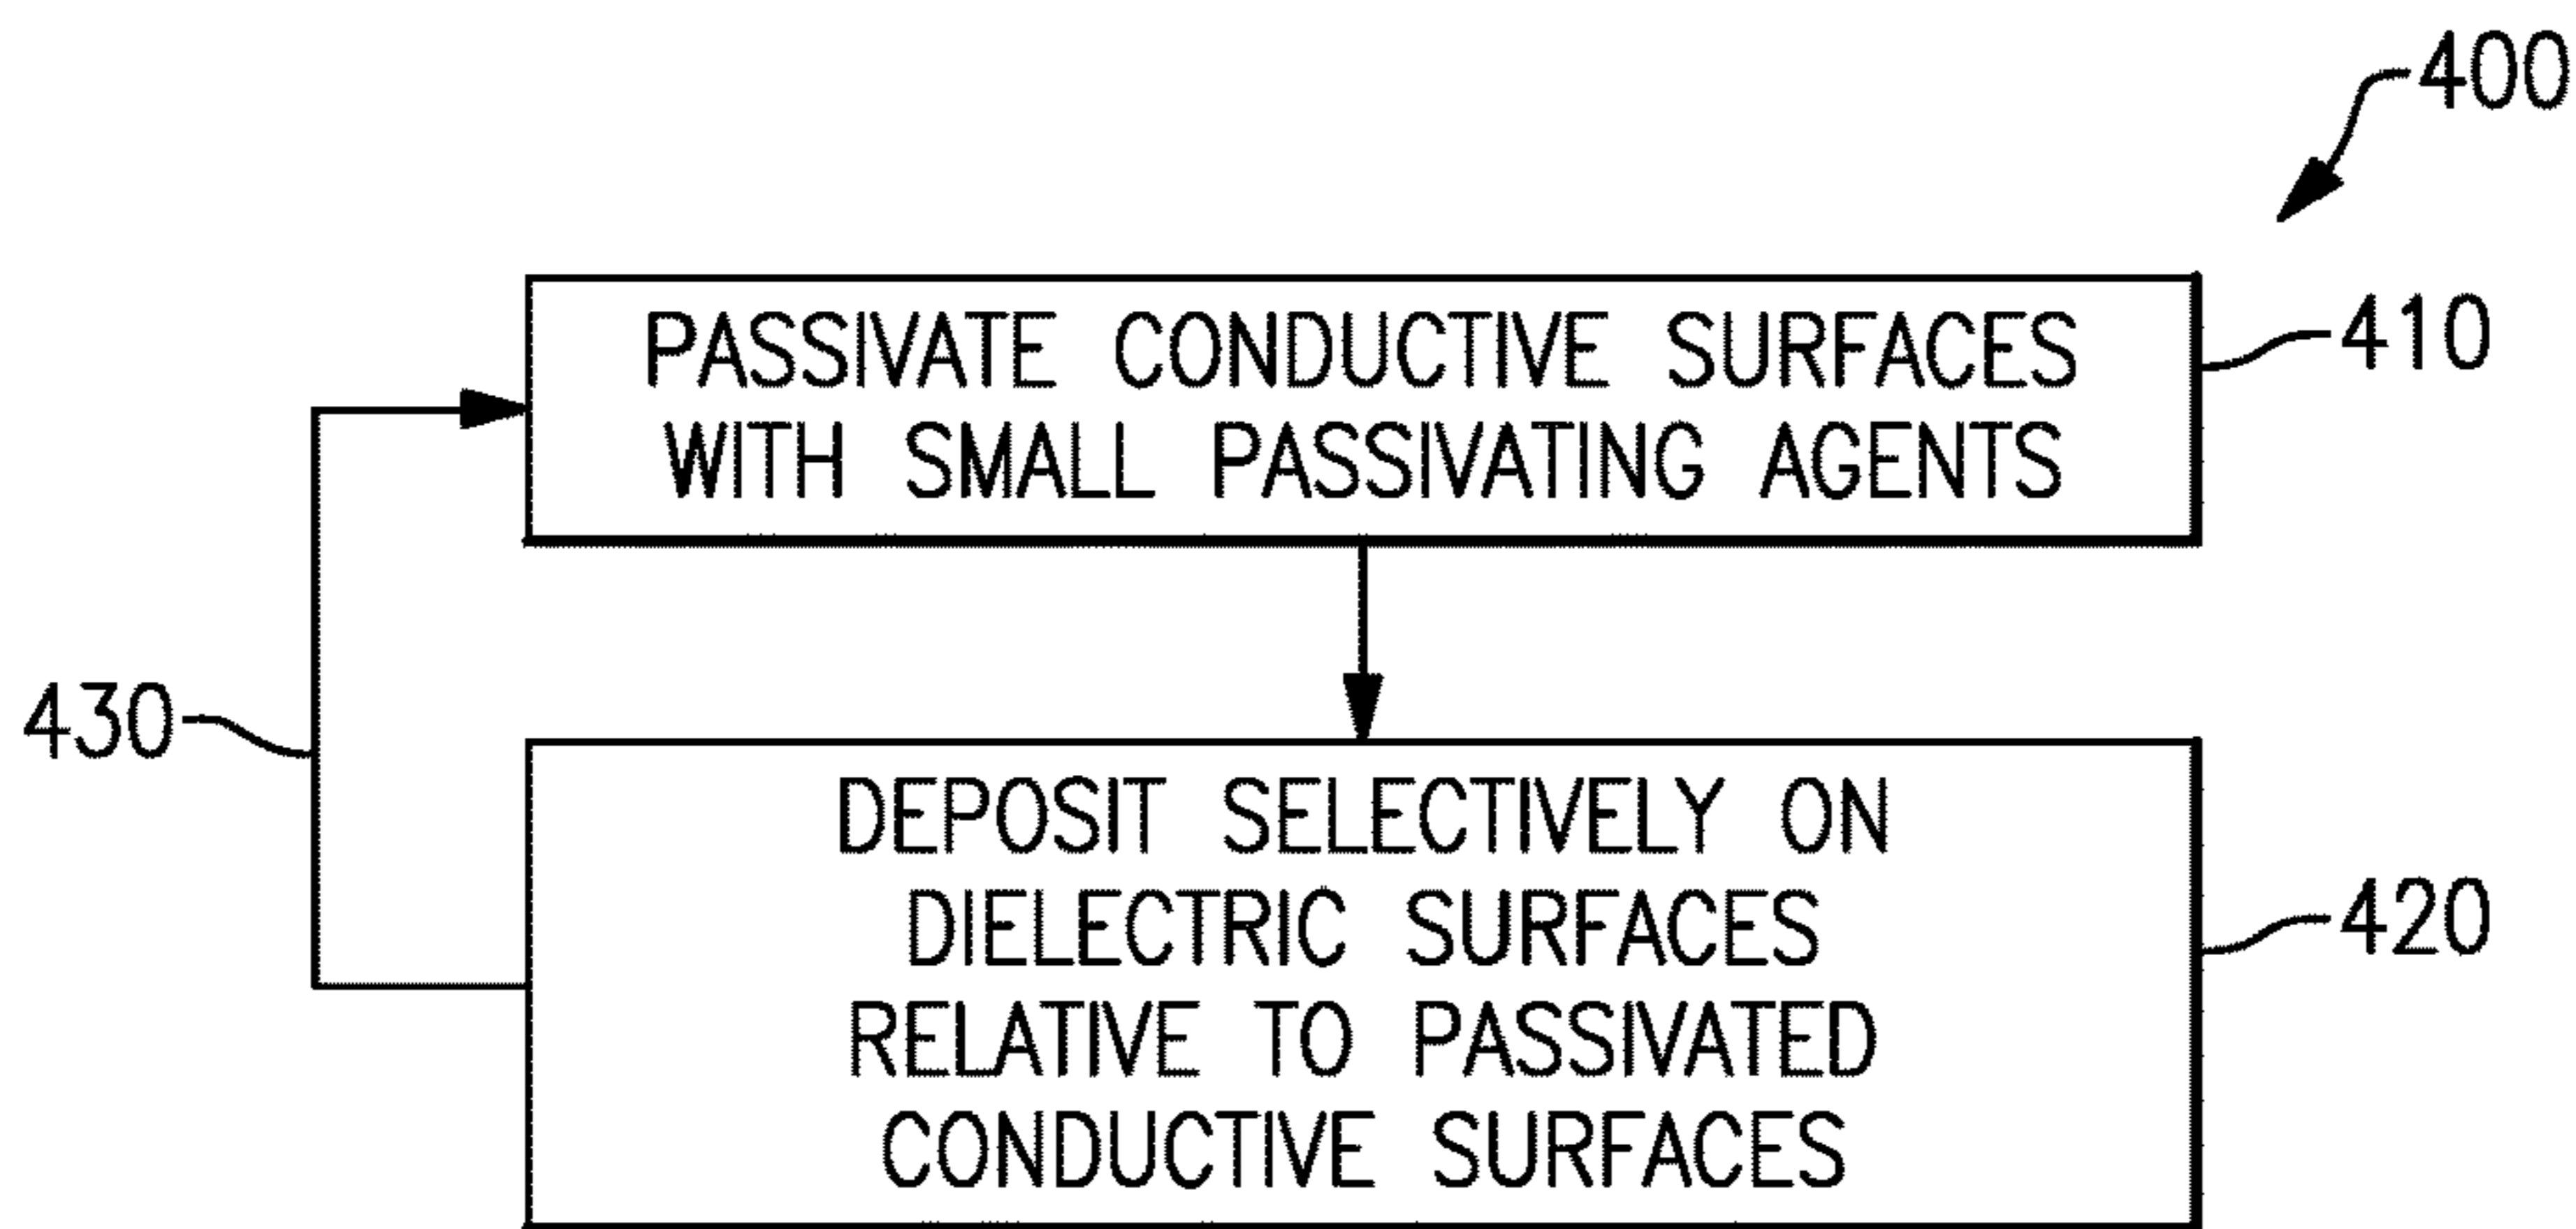 400
PASSIVATE CONDUCTIVE SURFACES
WITH SMALL PASSIVATING AGENTS
410
430
DEPOSIT SELECTIVELY ON
DIELECTRIC SURFACES
RELATIVE TO PASSIVATED
CONDUCTIVE SURFACES
420